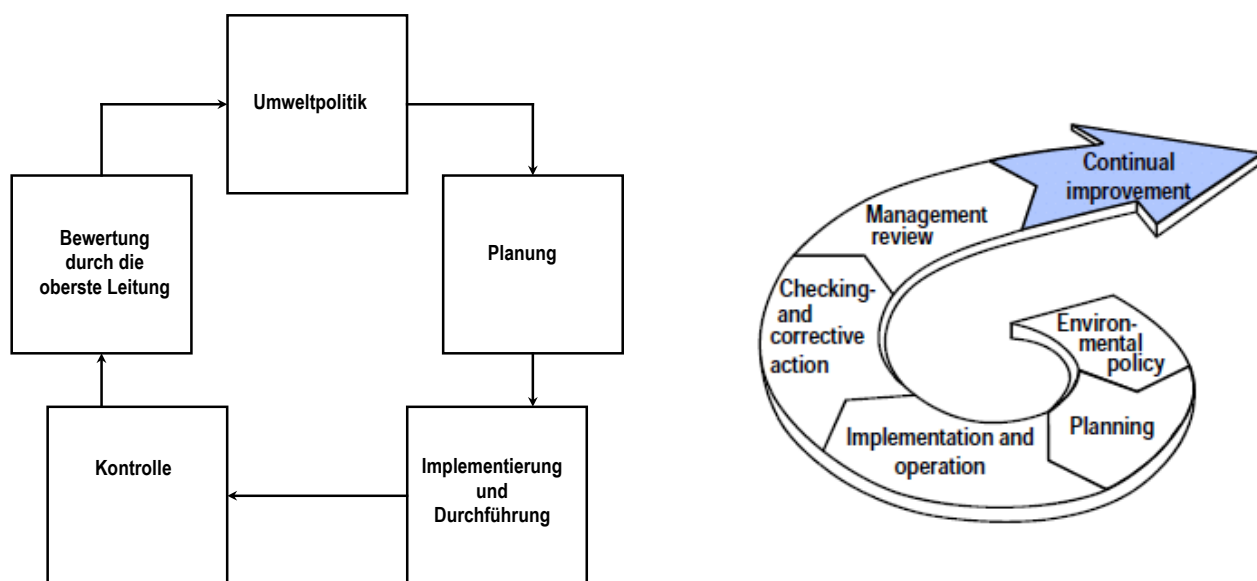 Umweltpolitik
Planung
Implementierung
und
Durchführung
Kontrolle
Bewertung
durch die
oberste Leitung
Continual
improvement
Management
review
Checking-
and
corrective
action
Implementation and
operation
Planning
Environ-
mental
policy